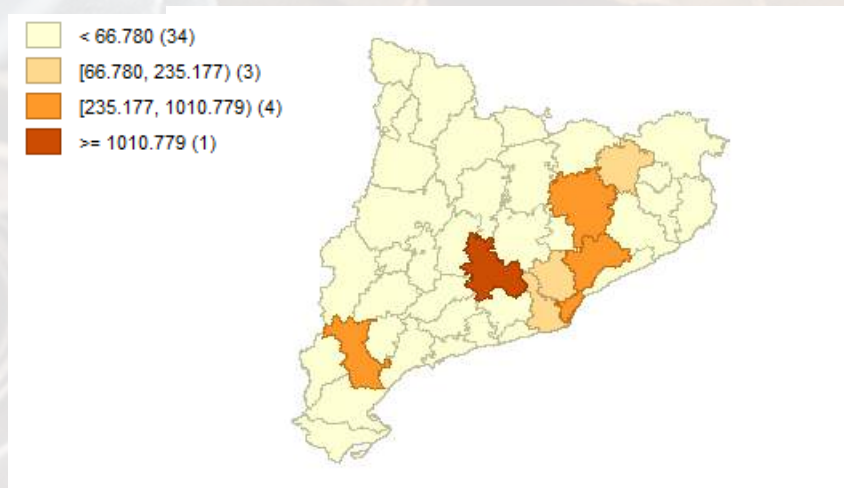 < 66.780 (34)
[66.780, 235.177) (3)
[235.177, 1010.779) (4)
>= 1010.779 (1)